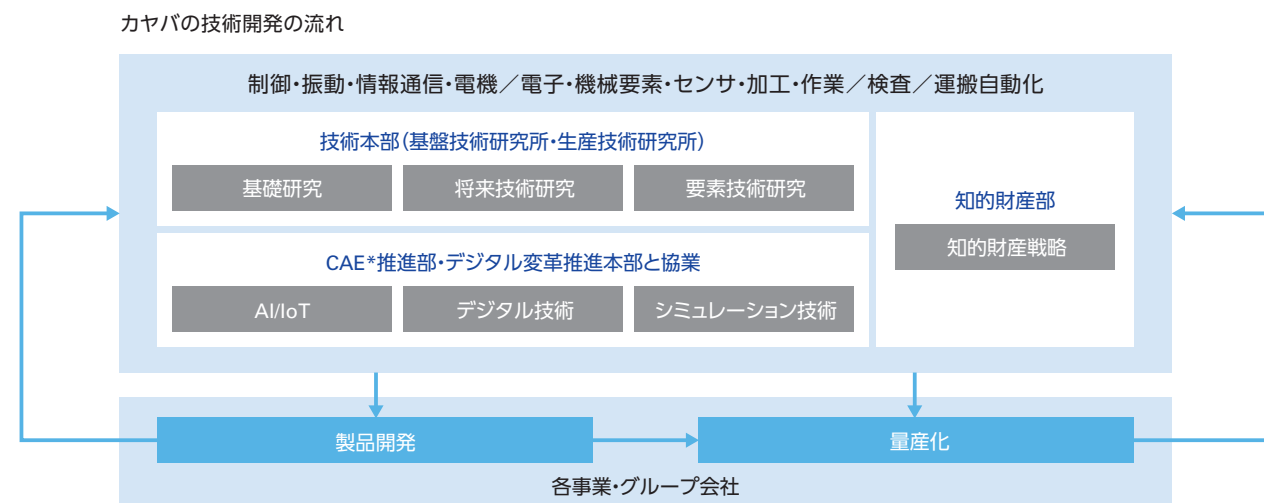 カヤバの技術開発の流れ
制御・振動・情報通信・電機／電子・機械要素・センサ・加工・作業／検査／運搬自動化
技術本部（基盤技術研究所・生産技術研究所）
基礎研究
将来技術研究
要素技術研究
CAE*推進部・デジタル変革推進本部と協業
AI/IoT
デジタル技術
シミュレーション技術
知的財産部
知的財産戦略
製品開発
量産化
各事業・グループ会社